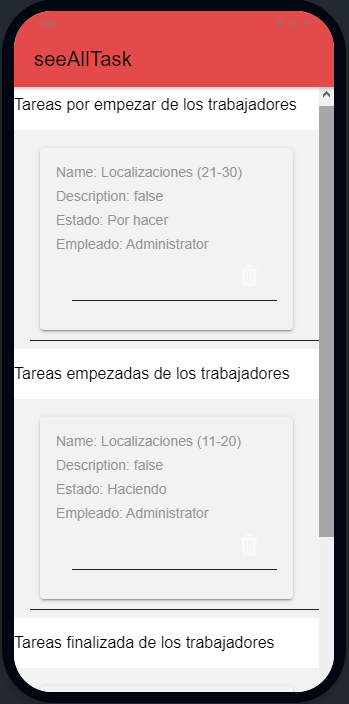 seeAllTask
Tareas por empezar de los trabajadores
Name: Localizaciones (21-30)
Description: false
Estado: Por hacer
Empleado: Administrator
Tareas empezadas de los trabajadores
Name: Localizaciones (11-20)
Description: false
Estado: Haciendo
Empleado: Administrator
Tareas finalizada de los trabajadores